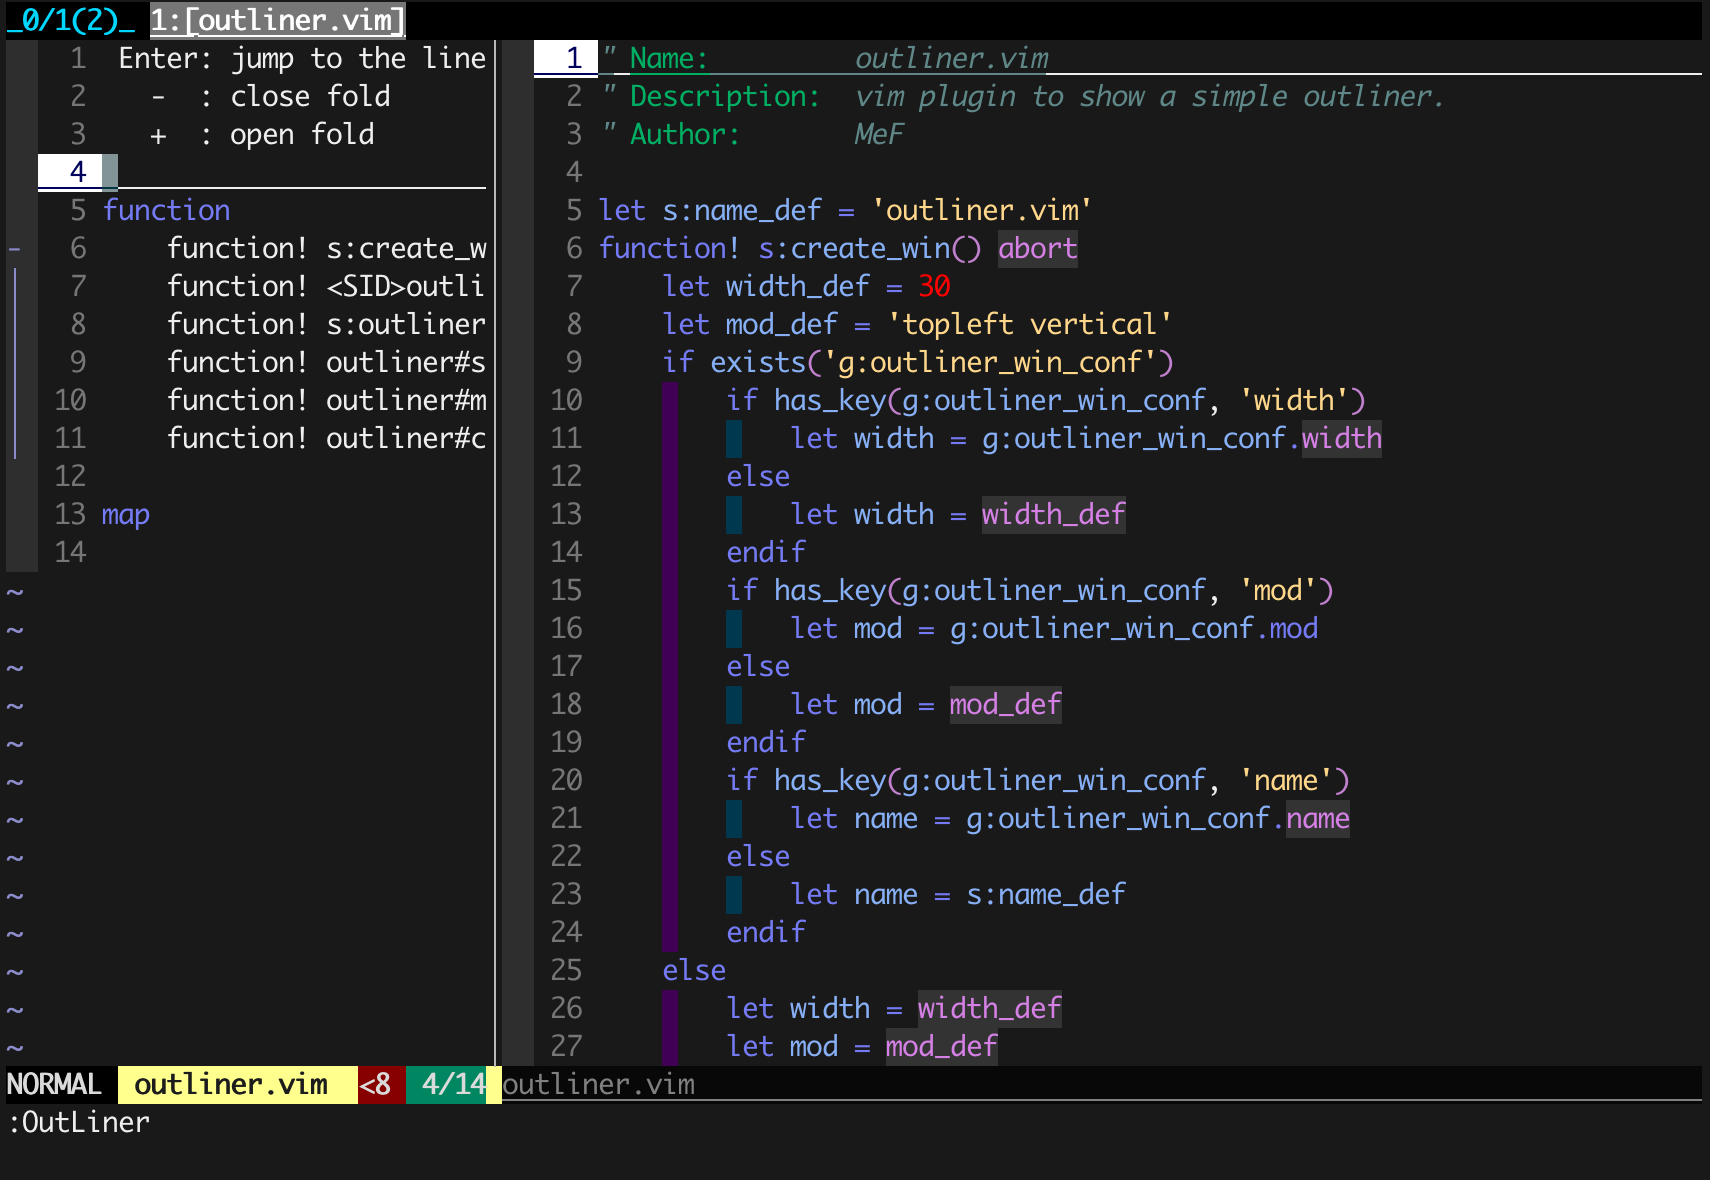 _0/1(2)_ 1:[outliner.vim]
1 Enter: jump to the line
2 - : close fold
3 + : open fold
4
5 function
- 6 function! s:create_w
7 function! <SID>outli
8 function! s:outliner
9 function! outliner#s
10 function! outliner#m
11 function! outliner#c
12
13 map
14
~
~
~
~
~
~
~
~
~
~
~
~
~
1 " Name: outliner.vim
2 " Description: vim plugin to show a simple outliner.
3 " Author: MeF
4
5 let s:name_def = 'outliner.vim'
6 function! s:create_win() abort
7 let width_def = 30
8 let mod_def = 'topleft vertical'
9 if exists('g:outliner_win_conf')
10 if has_key(g:outliner_win_conf, 'width')
11 let width = g:outliner_win_conf.width
12 else
13 let width = width_def
14 endif
15 if has_key(g:outliner_win_conf, 'mod')
16 let mod = g:outliner_win_conf.mod
17 else
18 let mod = mod_def
19 endif
20 if has_key(g:outliner_win_conf, 'name')
21 let name = g:outliner_win_conf.name
22 else
23 let name = s:name_def
24 endif
25 else
26 let width = width_def
27 let mod = mod_def
NORMAL outliner.vim <8 4/14 outliner.vim
:OutLiner